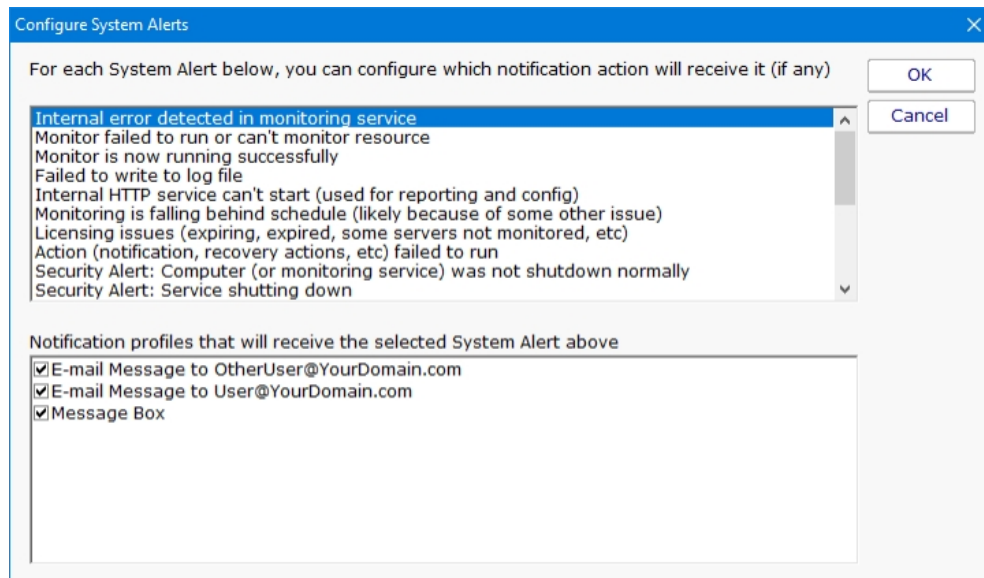 Configure System Alerts
For each System Alert below, you can configure which notification action will receive it (if any)
OK
Cancel
Internal error detected in monitoring service
Monitor failed to run or can't monitor resource
Monitor is now running successfully
Failed to write to log file
Internal HTTP service can't start (used for reporting and config)
Monitoring is falling behind schedule (likely because of some other issue)
Licensing issues (expiring, expired, some servers not monitored, etc)
Action (notification, recovery actions, etc) failed to run
Security Alert: Computer (or monitoring service) was not shutdown normally
Security Alert: Service shutting down
Notification profiles that will receive the selected System Alert above
E-mail Message to OtherUser@YourDomain.com
E-mail Message to User@YourDomain.com
Message Box